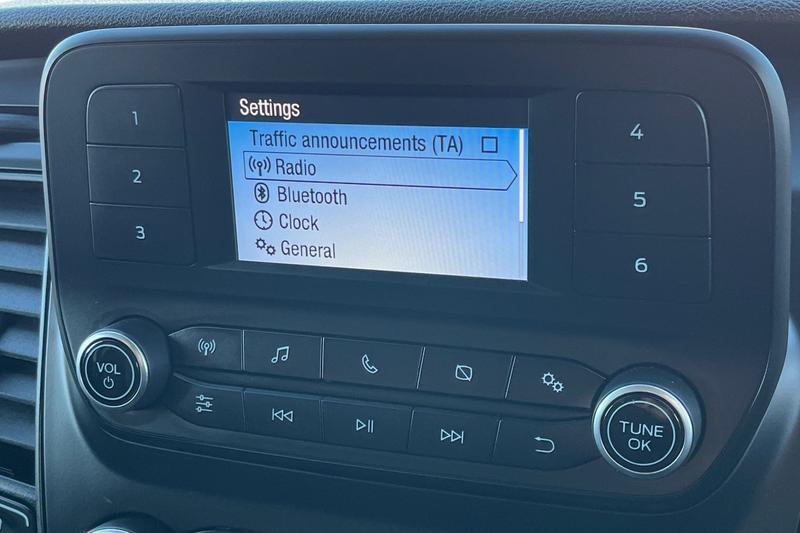 Settings
Traffic announcements (TA)
Radio
Bluetooth
Clock
General
1
2
3
4
5
6
VOL
TUNE
OK